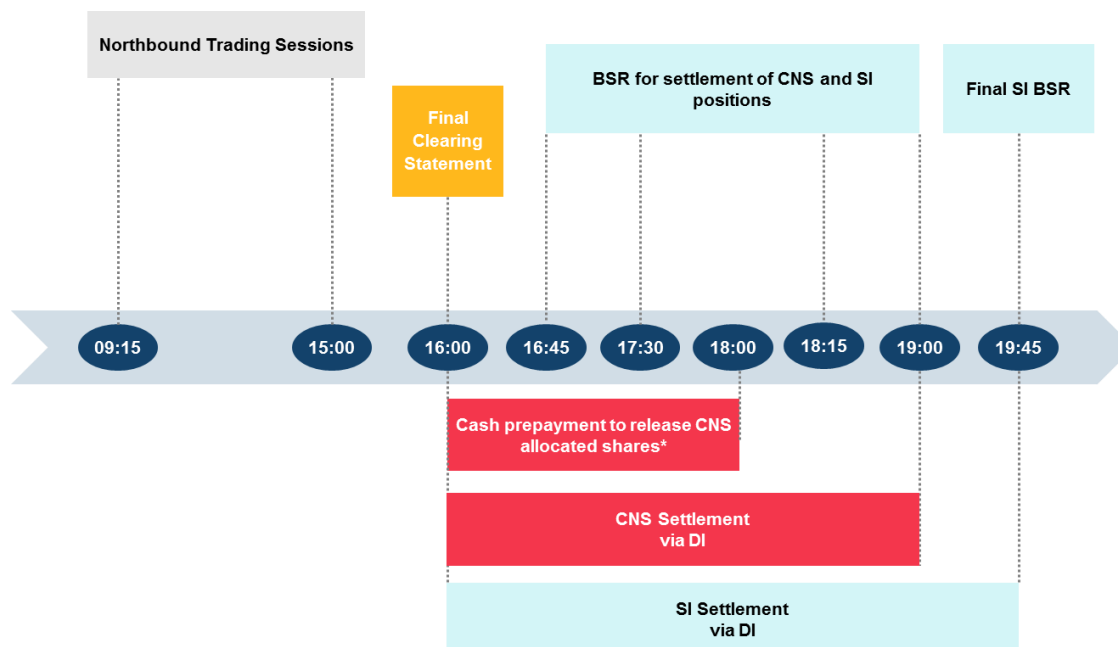 Northbound Trading Sessions
BSR for settlement of CNS and SI
positions
Final SI BSR
Final
Clearing
Statement
09:15
15:00
16:00
16:45
17:30
18:00
18:15
19:00
19:45
Cash prepayment to release CNS
allocated shares*
CNS Settlement
via DI
SI Settlement
via DI